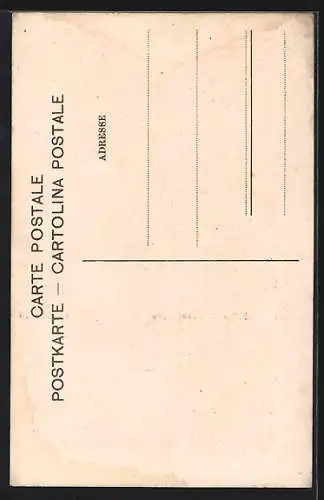 CARTE POSTALE
POSTKARTE — CARTOLINA POSTALE
ADRESSE